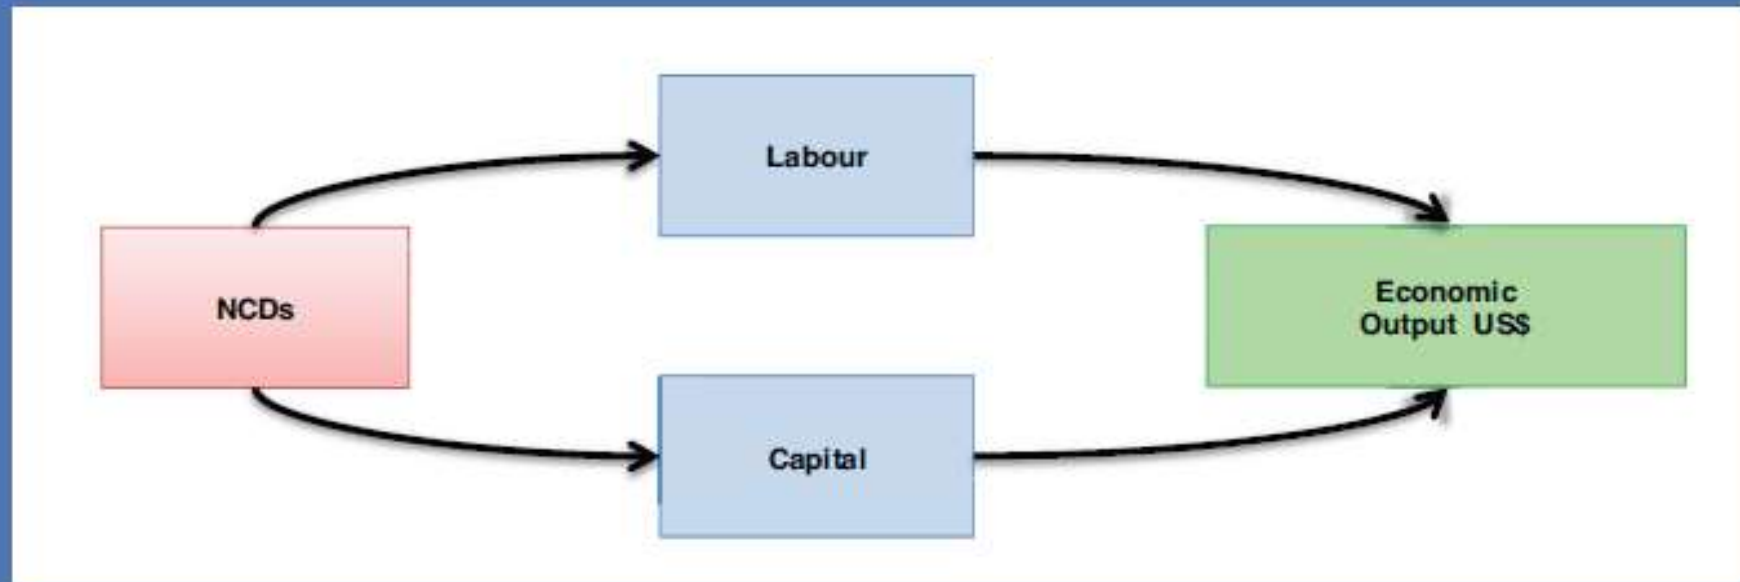 Labour
NCDs
Economic
Output US$
Capital